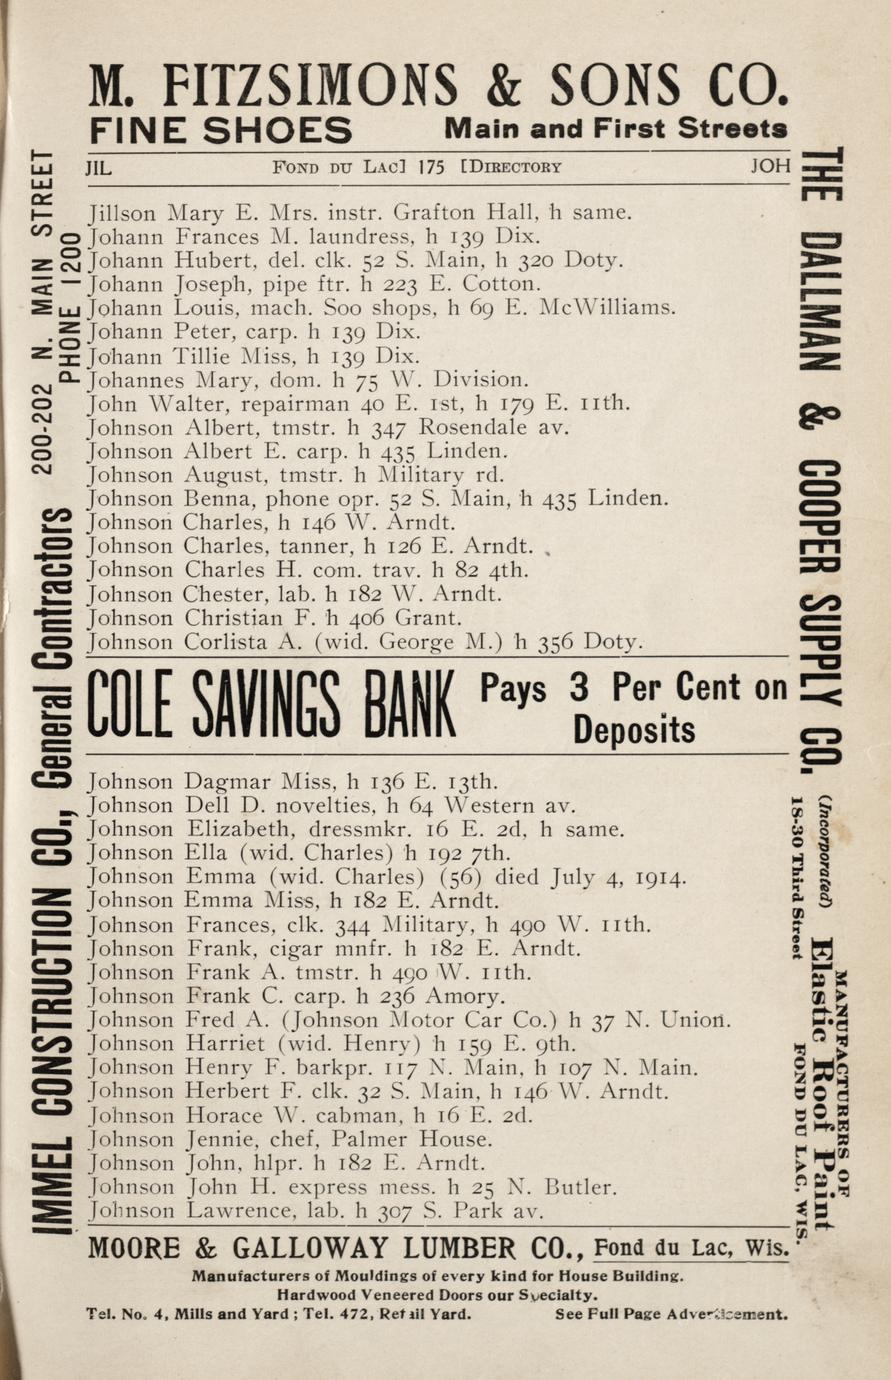 M. FITZSIMONS & SONS CO.
FINE SHOES Main and First Streets
JIL FOND DU LAC] 175 [DIRECTORY JOH
Jillson Mary E. Mrs. instr. Grafton Hall, h same.
Johann Frances M. laundress, h 139 Dix.
Johann Hubert, del. clk. 52 S. Main, h 320 Doty.
Johann Joseph, pipe ftr. h 223 E. Cotton.
Johann Louis, mach. Soo shops, h 69 E. McWilliams.
Johann Peter, carp. h 139 Dix.
Johann Tillie Miss, h 139 Dix.
Johannes Mary, dom. h 75 W. Division.
John Walter, repairman 40 E. 1st, h 179 E. 11th.
Johnson Albert, tmstr. h 347 Rosendale av.
Johnson Albert E. carp. h 435 Linden.
Johnson August, tmstr. h Military rd.
Johnson Benna, phone opr. 52 S. Main, h 435 Linden.
Johnson Charles, h 146 W. Arndt.
Johnson Charles, tanner, h 126 E. Arndt.
Johnson Charles H. com. trav. h 82 4th.
Johnson Chester, lab. h 182 W. Arndt.
Johnson Christian F. h 406 Grant.
Johnson Corlista A. (wid. George M.) h 356 Doty.
COLE SAVINGS BANK Pays 3 Per Cent on
Deposits
Johnson Dagmar Miss, h 136 E. 13th.
Johnson Dell D. novelties, h 64 Western av.
Johnson Elizabeth, dressmkr. 16 E. 2d, h same.
Johnson Ella (wid. Charles) h 192 7th.
Johnson Emma (wid. Charles) (56) died July 4, 1914.
Johnson Emma Miss, h 182 E. Arndt.
Johnson Frances, clk. 344 Military, h 490 W. 11th.
Johnson Frank, cigar mnfr. h 182 E. Arndt.
Johnson Frank A. tmstr. h 490 W. 11th.
Johnson Frank C. carp. h 236 Amory.
Johnson Fred A. (Johnson Motor Car Co.) h 37 N. Union.
Johnson Harriet (wid. Henry) h 159 E. 9th.
Johnson Henry F. barkpr. 117 N. Main, h 107 N. Main.
Johnson Herbert F. clk. 32 S. Main, h 146 W. Arndt.
Johnson Horace W. cabman, h 16 E. 2d.
Johnson Jennie, chef, Palmer House.
Johnson John, hlpr. h 182 E. Arndt.
Johnson John H. express mess. h 25 N. Butler.
Johnson Lawrence, lab. h 307 S. Park av.
MOORE & GALLOWAY LUMBER CO., Fond du Lac, Wis.
Manufacturers of Mouldings of every kind for House Building.
Hardwood Veneered Doors our Specialty.
Tel. No. 4, Mills and Yard ; Tel. 472, Retail Yard. See Full Page Advertisement.
IMMEL CONSTRUCTION CO., General Contractors 200-202 N. MAIN STREET
PHONE 1200
THE DALLMAN & COOPER SUPPLY CO.
(Incorporated)
18-30 Third Street
MANUFACTURERS OF
Elastic Roof Paint
FOND DU LAC, WIS.